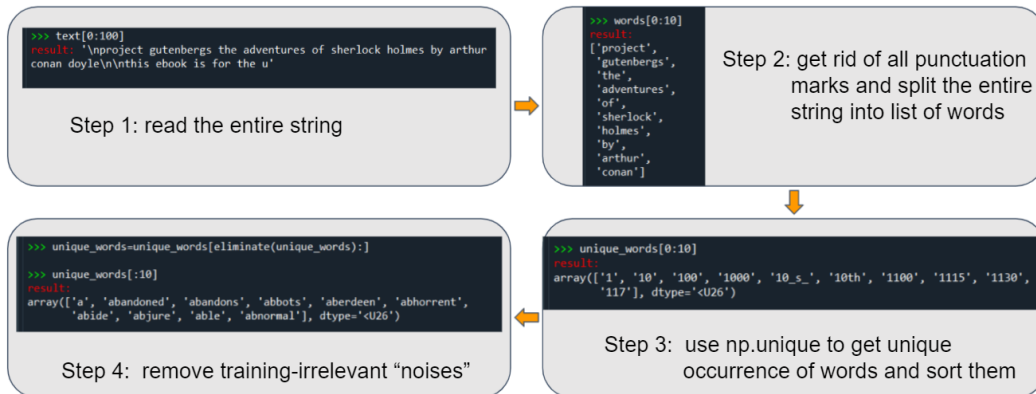 >>> text[0:100]
result: '\nproject gutenbergs the adventures of sherlock holmes by arthur
conan doyle\n\nthis ebook is for the u'
Step 1: read the entire string
>>> words[0:10]
result:
['project',
'gutenbergs',
'the',
'adventures',
'of',
'sherlock',
'holmes',
'by',
'arthur',
'conan']
Step 2: get rid of all punctuation
marks and split the entire
string into list of words
>>> unique_words[0:10]
result:
array(['1', '10', '100', '1000', '10_s_', '10th', '1100', '1115', '1130',
'117'], dtype='<U26')
Step 3: use np.unique to get unique
occurrence of words and sort them
>>> unique_words=unique_words[eliminate(unique_words):]
>>> unique_words[:10]
result:
array(['a', 'abandoned', 'abandons', 'abbots', 'aberdeen', 'abhorrent',
'abide', 'abjure', 'able', 'abnormal'], dtype='<U26')
Step 4: remove training-irrelevant “noises”